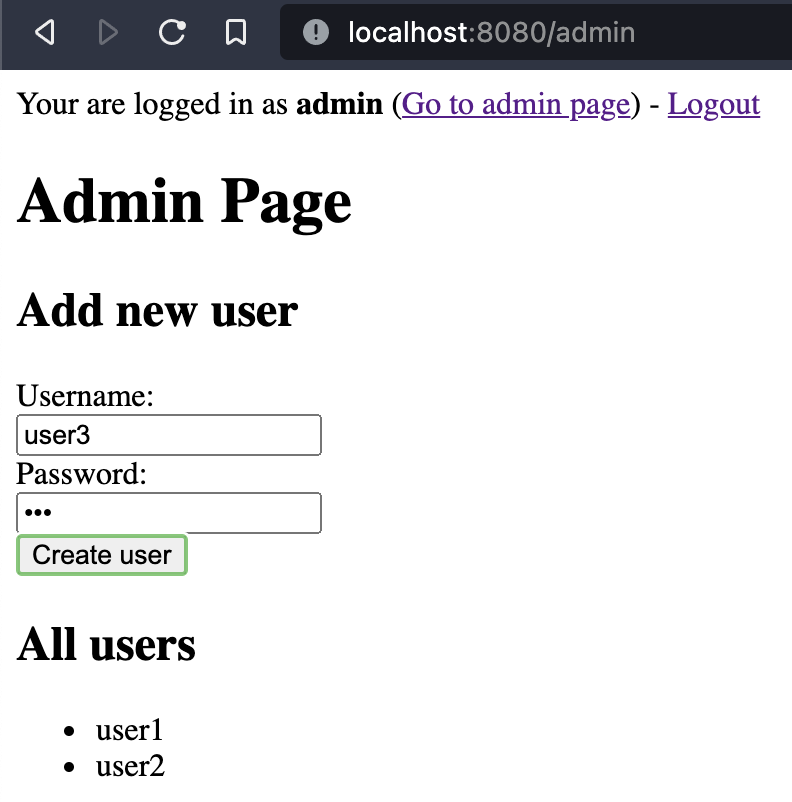 localhost:8080/admin
Your are logged in as admin (Go to admin page) - Logout
Admin Page
Add new user
Username:
user3
Password:
•••
Create user
All users
• user1
• user2